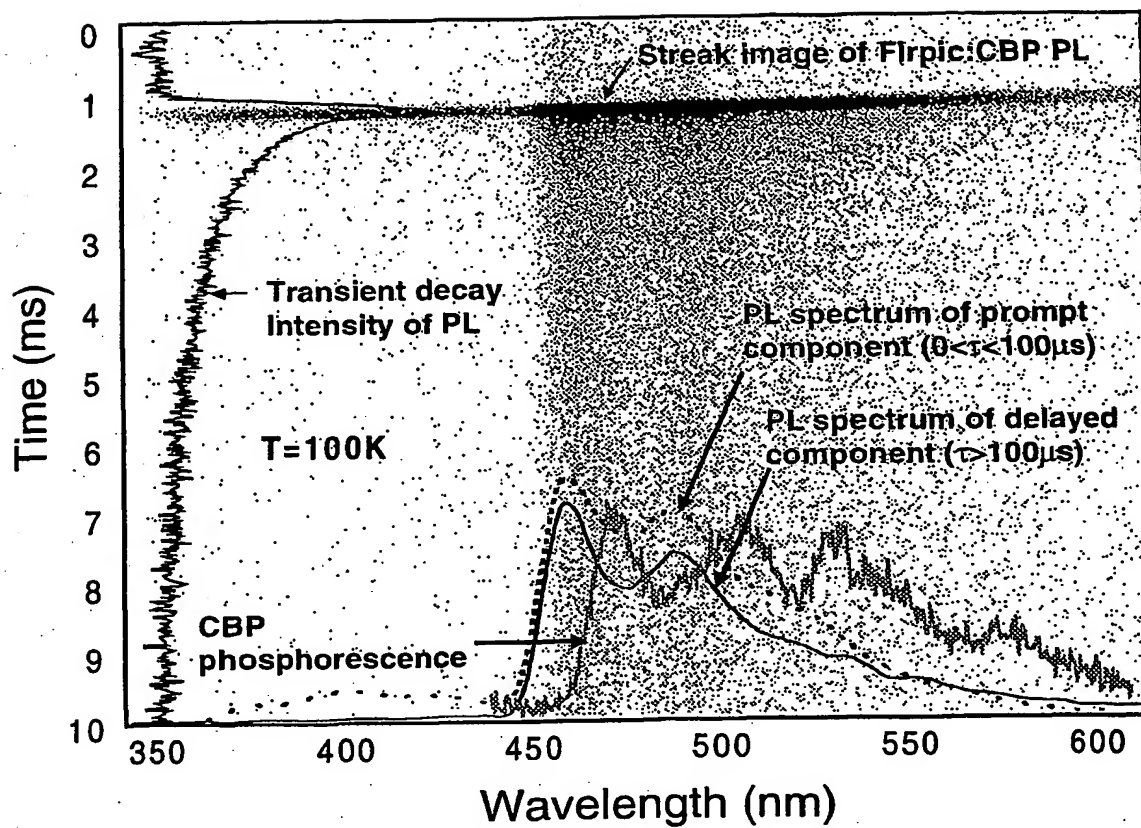 0
Streak image of Firpic:CBP PL
1
2
3
Transient decay
Intensity of PL
4
PL spectrum of prompt
component (0<τ<100μs)
5
PL spectrum of delayed
component (τ>100μs)
T=100K
6
7
8
CBP
phosphorescence
9
10
Time (ms)
350 400 450 500 550 600
Wavelength (nm)